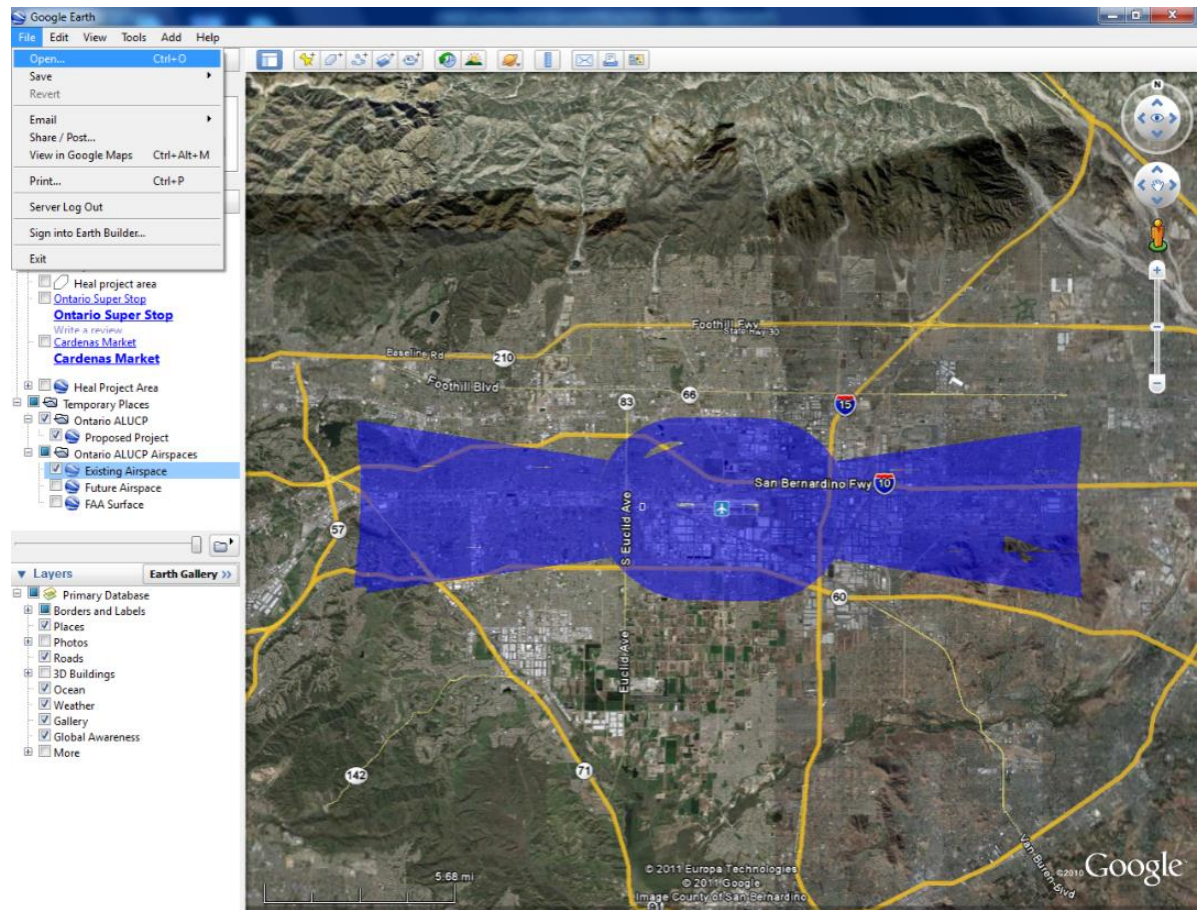 Google Earth
File Edit View Tools Add Help
Open... Ctrl+O
Save
Revert
Email
Share / Post...
View in Google Maps Ctrl+Alt+M
Print... Ctrl+P
Server Log Out
Sign into Earth Builder...
Exit
Heal project area
Ontario Super Stop
Ontario Super Stop
Write a review
Cardenas Market
Cardenas Market
Heal Project Area
Temporary Places
Ontario ALUCP
Proposed Project
Ontario ALUCP Airspaces
Existing Airspace
Future Airspace
FAA Surface
Layers Earth Gallery >>
Primary Database
Borders and Labels
Places
Photos
Roads
3D Buildings
Ocean
Weather
Gallery
Global Awareness
More
N
Foothill Fwy
State Hwy 30
Baseline Rd
210
Foothill Blvd
66
83
15
San Bernardino Fwy
10
S Euclid Ave
57
60
Euclid Ave
142
71
Van Buren Blvd
91
5.68 mi
© 2011 Europa Technologies
© 2011 Google
Image County of San Bernardino
©2010 Google